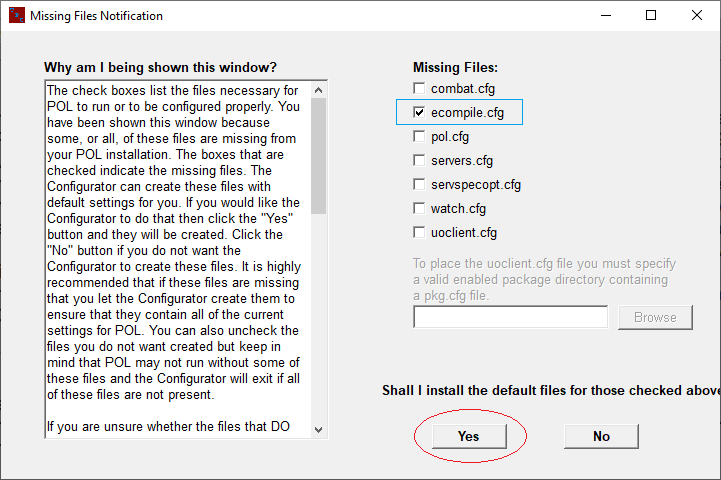 Missing Files Notification
Why am I being shown this window?
The check boxes list the files necessary for
POL to run or to be configured properly. You
have been shown this window because
some, or all, of these files are missing from
your POL installation. The boxes that are
checked indicate the missing files. The
Configurator can create these files with
default settings for you. If you would like the
Configurator to do that then click the "Yes"
button and they will be created. Click the
"No" button if you do not want the
Configurator to create these files. It is highly
recommended that if these files are missing
that you let the Configurator create them to
ensure that they contain all of the current
settings for POL. You can also uncheck the
files you do not want created but keep in
mind that POL may not run without some of
these files and the Configurator will exit if all
of these files are not present.
If you are unsure whether the files that DO
Missing Files:
combat.cfg
ecompile.cfg
pol.cfg
servers.cfg
servspecopt.cfg
watch.cfg
uoclient.cfg
To place the uoclient.cfg file you must specify
a valid enabled package directory containing
a pkg.cfg file.
Browse
Shall I install the default files for those checked above
Yes
No